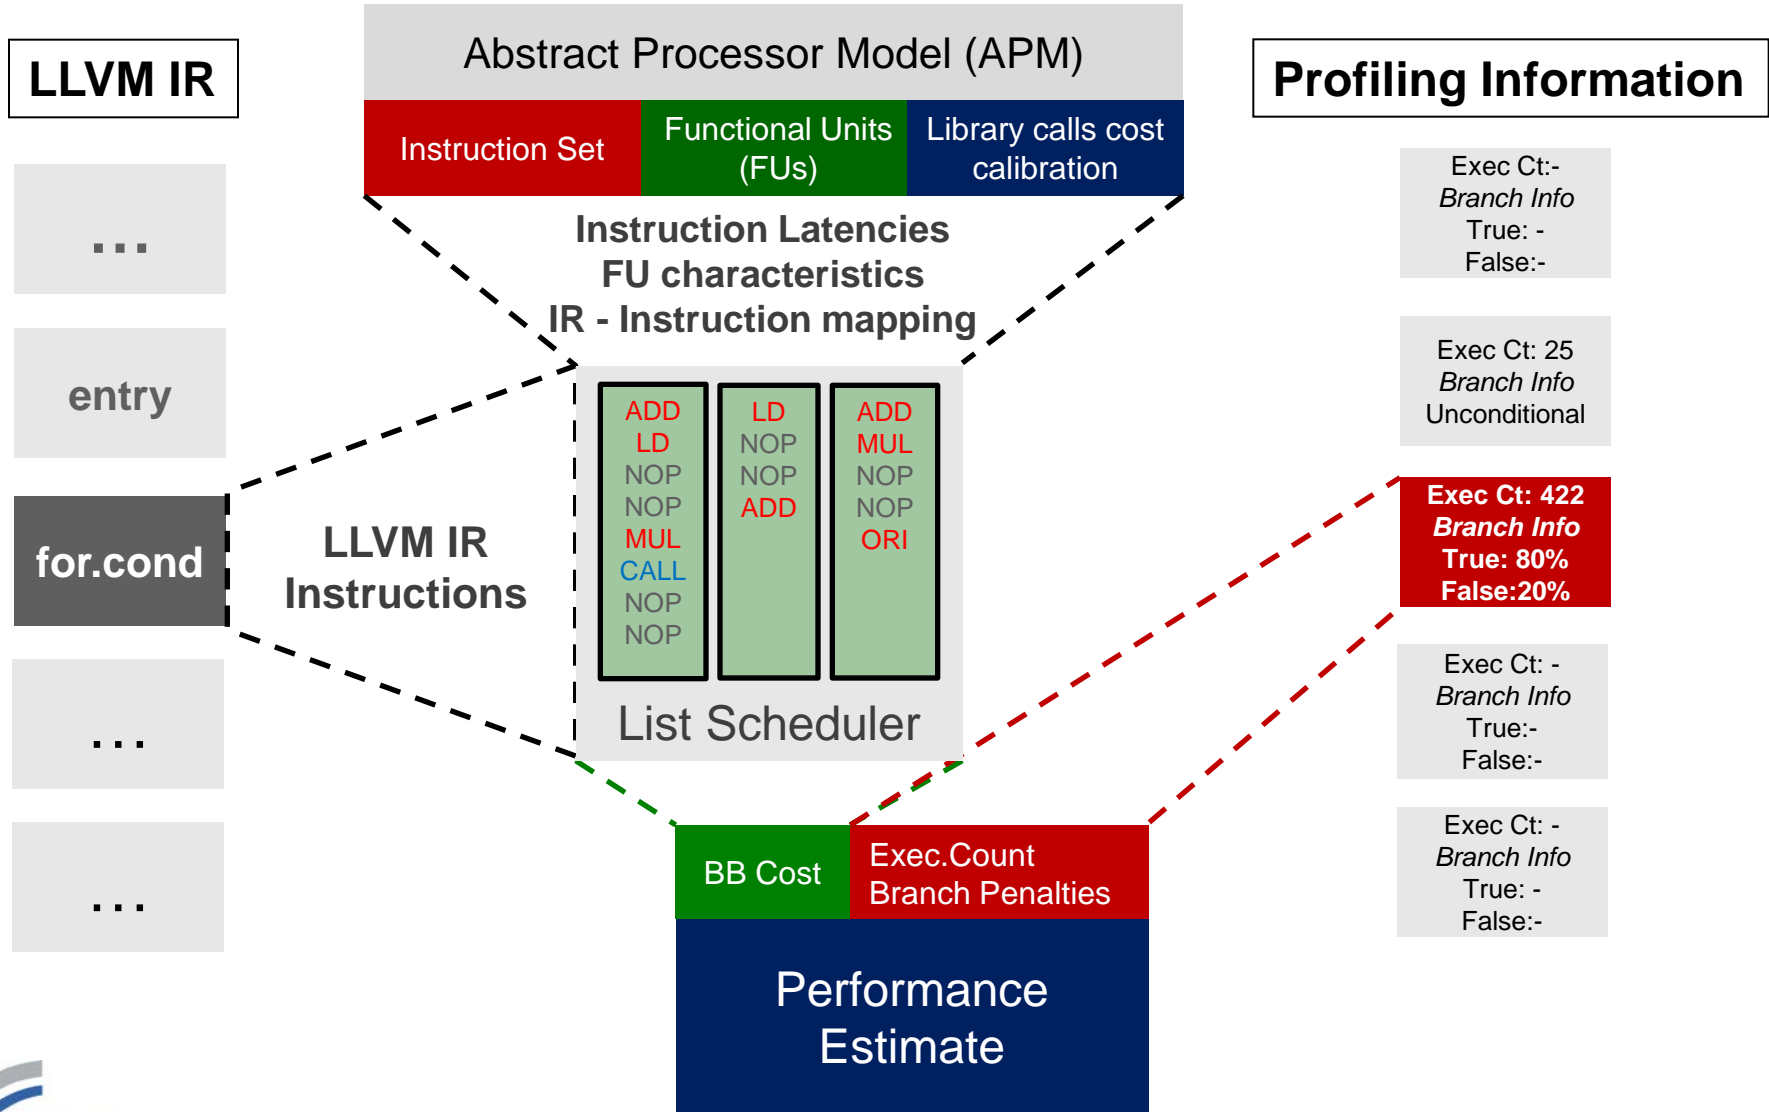 Abstract Processor Model (APM)
LLVM IR
Profiling Information
Instruction Set
Functional Units
(FUs)
Library calls cost
calibration
...
entry
for.cond
...
...
Instruction Latencies
FU characteristics
IR - Instruction mapping
LLVM IR
Instructions
ADD
LD
NOP
NOP
MUL
CALL
NOP
NOP
LD
NOP
NOP
ADD
ADD
MUL
NOP
NOP
ORI
List Scheduler
Exec Ct:-
Branch Info
True: -
False:-
Exec Ct: 25
Branch Info
Unconditional
Exec Ct: 422
Branch Info
True: 80%
False:20%
Exec Ct: -
Branch Info
True:-
False:-
Exec Ct: -
Branch Info
True: -
False:-
BB Cost
Exec.Count
Branch Penalties
Performance
Estimate